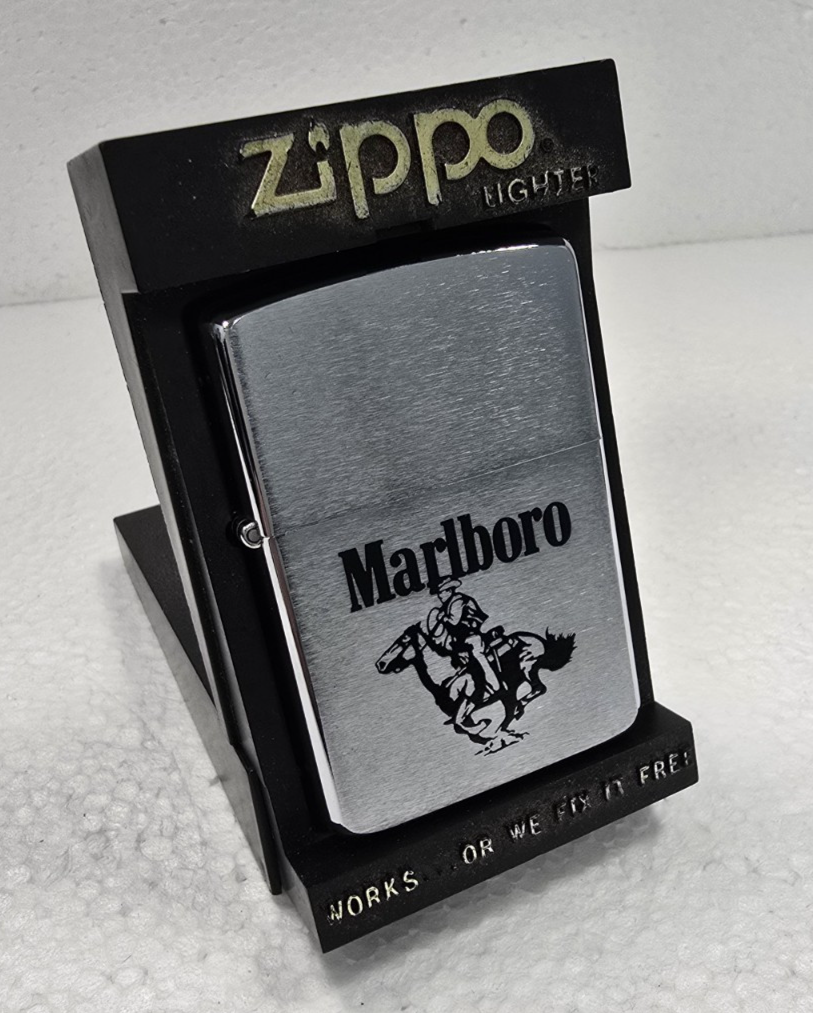 Zippo®
LIGHTER
Marlboro
WORKS...OR WE FIX IT FREE